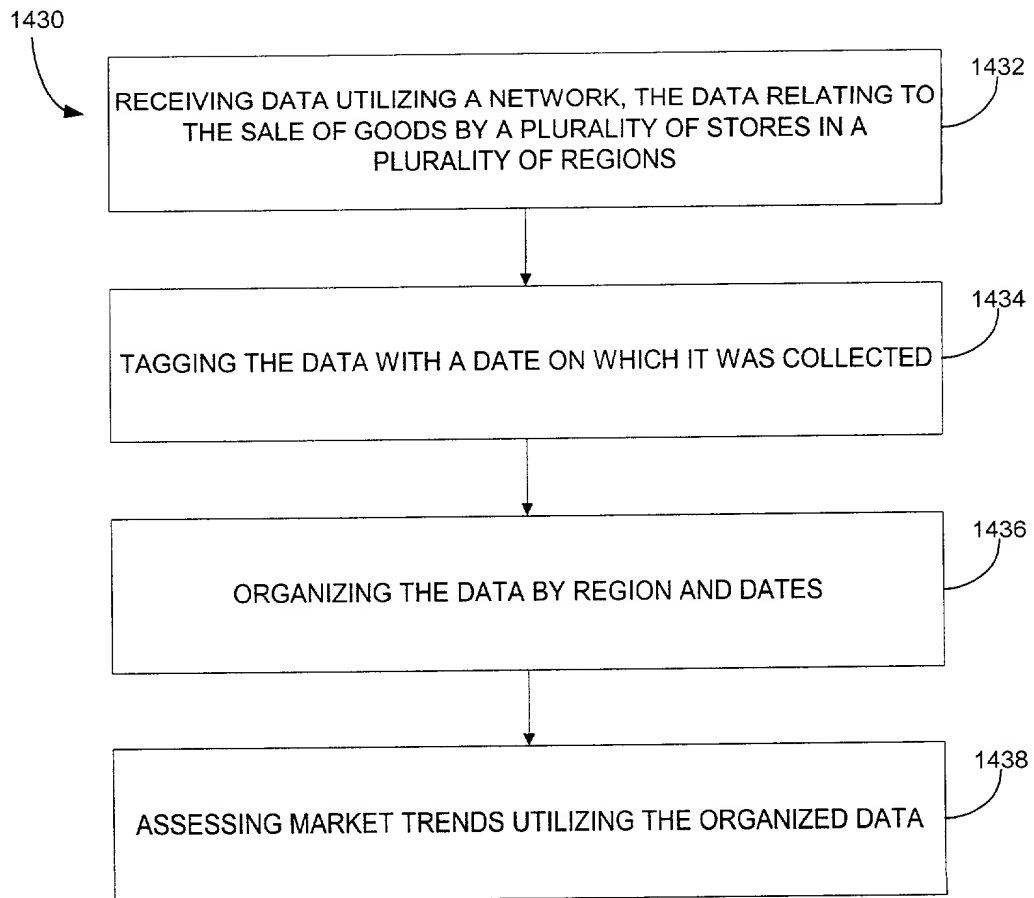 1430
1432
RECEIVING DATA UTILIZING A NETWORK, THE DATA RELATING TO
THE SALE OF GOODS BY A PLURALITY OF STORES IN A
PLURALITY OF REGIONS
1434
TAGGING THE DATA WITH A DATE ON WHICH IT WAS COLLECTED
1436
ORGANIZING THE DATA BY REGION AND DATES
1438
ASSESSING MARKET TRENDS UTILIZING THE ORGANIZED DATA